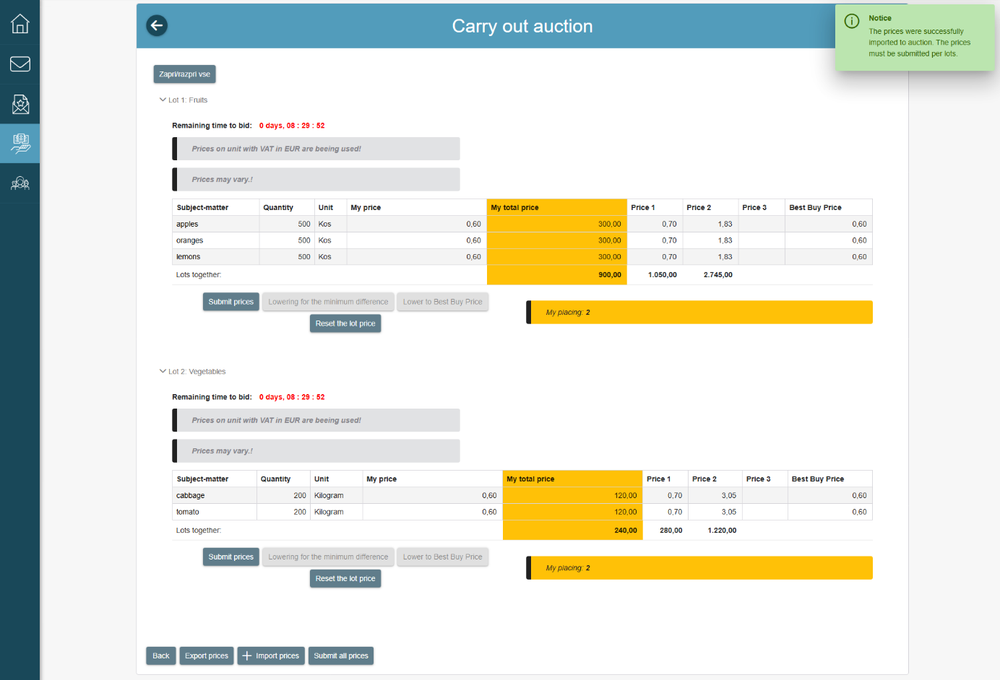 Carry out auction
Notice
The prices were successfully
imported to auction. The prices
must be submitted per lots.
Zapri/razpri vse
Lot 1: Fruits
Remaining time to bid: 0 days, 08 : 29 : 52
Prices on unit with VAT in EUR are beeing used!
Prices may vary.!
Subject-matter Quantity Unit My price My total price Price 1 Price 2 Price 3 Best Buy Price
apples 500 Kos 0,60 300,00 0,70 1,83 0,60
oranges 500 Kos 0,60 300,00 0,70 1,83 0,60
lemons 500 Kos 0,60 300,00 0,70 1,83 0,60
Lots together: 900,00 1.050,00 2.745,00
Submit prices Lowering for the minimum difference Lower to Best Buy Price
My placing: 2
Reset the lot price
Lot 2: Vegetables
Remaining time to bid: 0 days, 08 : 29 : 52
Prices on unit with VAT in EUR are beeing used!
Prices may vary.!
Subject-matter Quantity Unit My price My total price Price 1 Price 2 Price 3 Best Buy Price
cabbage 200 Kilogram 0,60 120,00 0,70 3,05 0,60
tomato 200 Kilogram 0,60 120,00 0,70 3,05 0,60
Lots together: 240,00 280,00 1.220,00
Submit prices Lowering for the minimum difference Lower to Best Buy Price
My placing: 2
Reset the lot price
Back Export prices Import prices Submit all prices